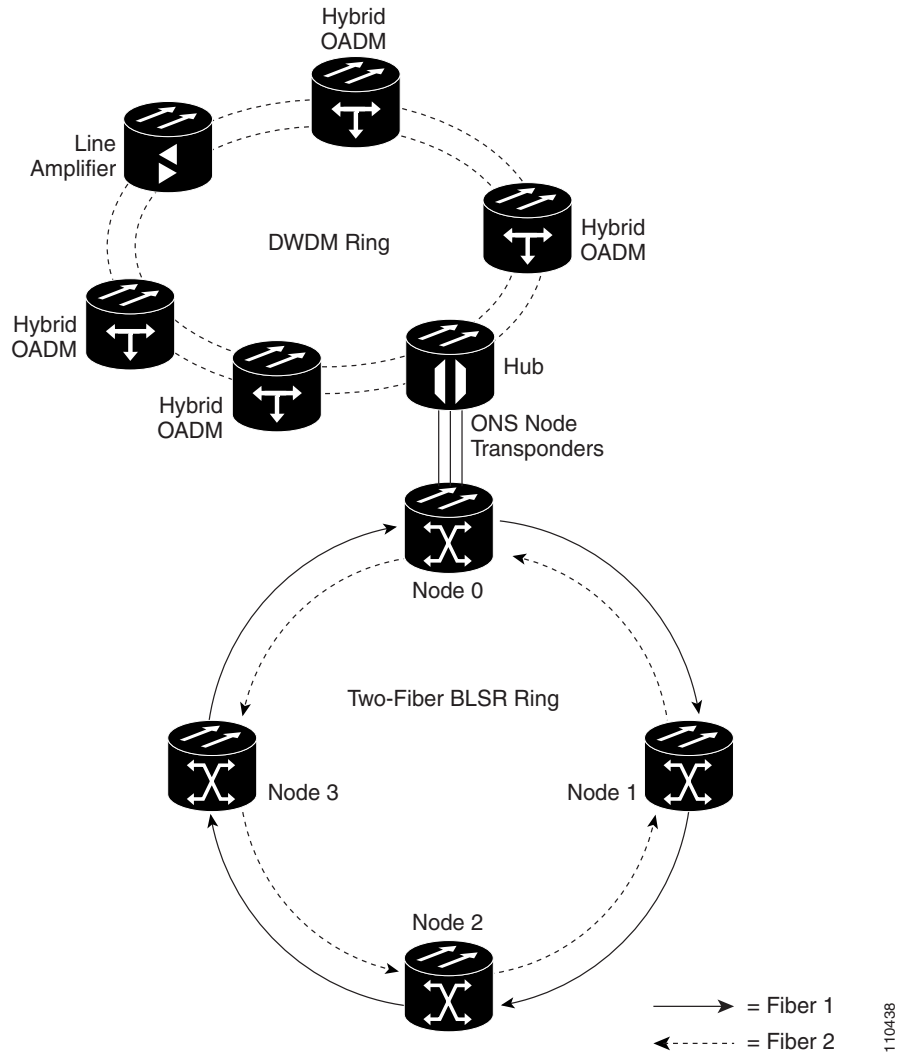 Hybrid
OADM
Line
Amplifier
DWDM Ring
Hybrid
OADM
Hybrid
OADM
Hub
Hybrid
OADM
ONS Node
Transponders
Node 0
Two-Fiber BLSR Ring
Node 3
Node 1
Node 2
= Fiber 1
= Fiber 2
110438